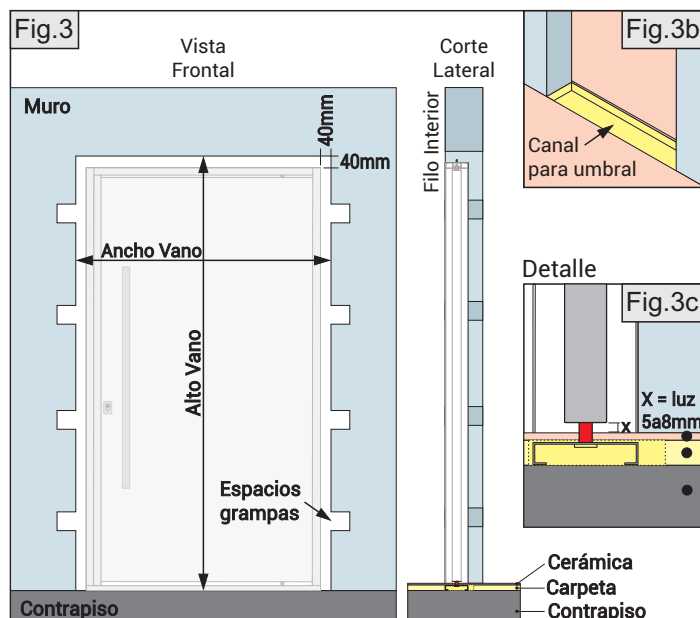 Fig.3
Vista
Frontal
Muro
40mm
40mm
Ancho Vano
Alto Vano
Espacios
grampas
Contrapiso
Corte
Lateral
Filo Interior
Cerámica
Carpeta
Contrapiso
Fig.3b
Canal
para umbral
Detalle
Fig.3c
X = luz
5a8mm
X